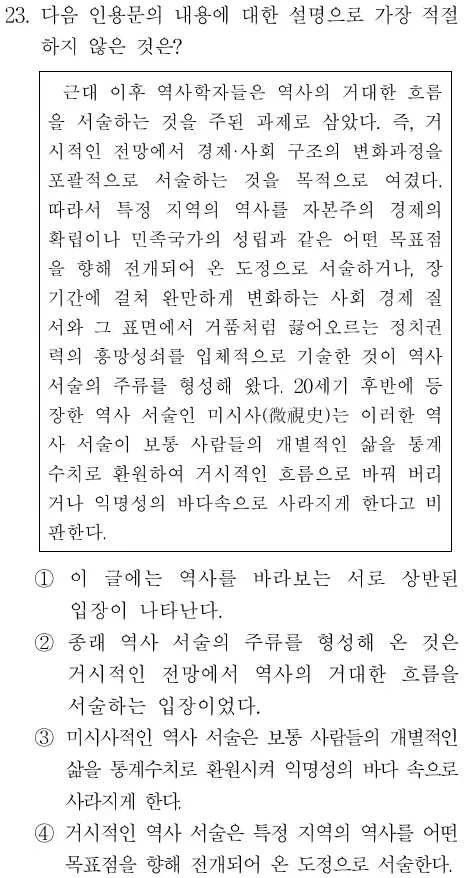 23. 다음 인용문의 내용에 대한 설명으로 가장 적절
하지 않은 것은?
근대 이후 역사학자들은 역사의 거대한 흐름
을 서술하는 것을 주된 과제로 삼았다. 즉, 거
시적인 전망에서 경제·사회 구조의 변화과정을
포괄적으로 서술하는 것을 목적으로 여겼다.
따라서 특정 지역의 역사를 자본주의 경제의
확립이나 민족국가의 성립과 같은 어떤 목표점
을 향해 전개되어 온 도정으로 서술하거나, 장
기간에 걸쳐 완만하게 변화하는 사회 경제 질
서와 그 표면에서 거품처럼 끓어오르는 정치권
력의 흥망성쇠를 입체적으로 기술한 것이 역사
서술의 주류를 형성해 왔다. 20세기 후반에 등
장한 역사 서술인 미시사(微視史)는 이러한 역
사 서술이 보통 사람들의 개별적인 삶을 통계
수치로 환원하여 거시적인 흐름으로 바꿔 버리
거나 익명성의 바다속으로 사라지게 한다고 비
판한다.
① 이 글에는 역사를 바라보는 서로 상반된
입장이 나타난다.
② 종래 역사 서술의 주류를 형성해 온 것은
거시적인 전망에서 역사의 거대한 흐름을
서술하는 입장이었다.
③ 미시사적인 역사 서술은 보통 사람들의 개별적인
삶을 통계수치로 환원시켜 익명성의 바다 속으로
사라지게 한다.
④ 거시적인 역사 서술은 특정 지역의 역사를 어떤
목표점을 향해 전개되어 온 도정으로 서술한다.